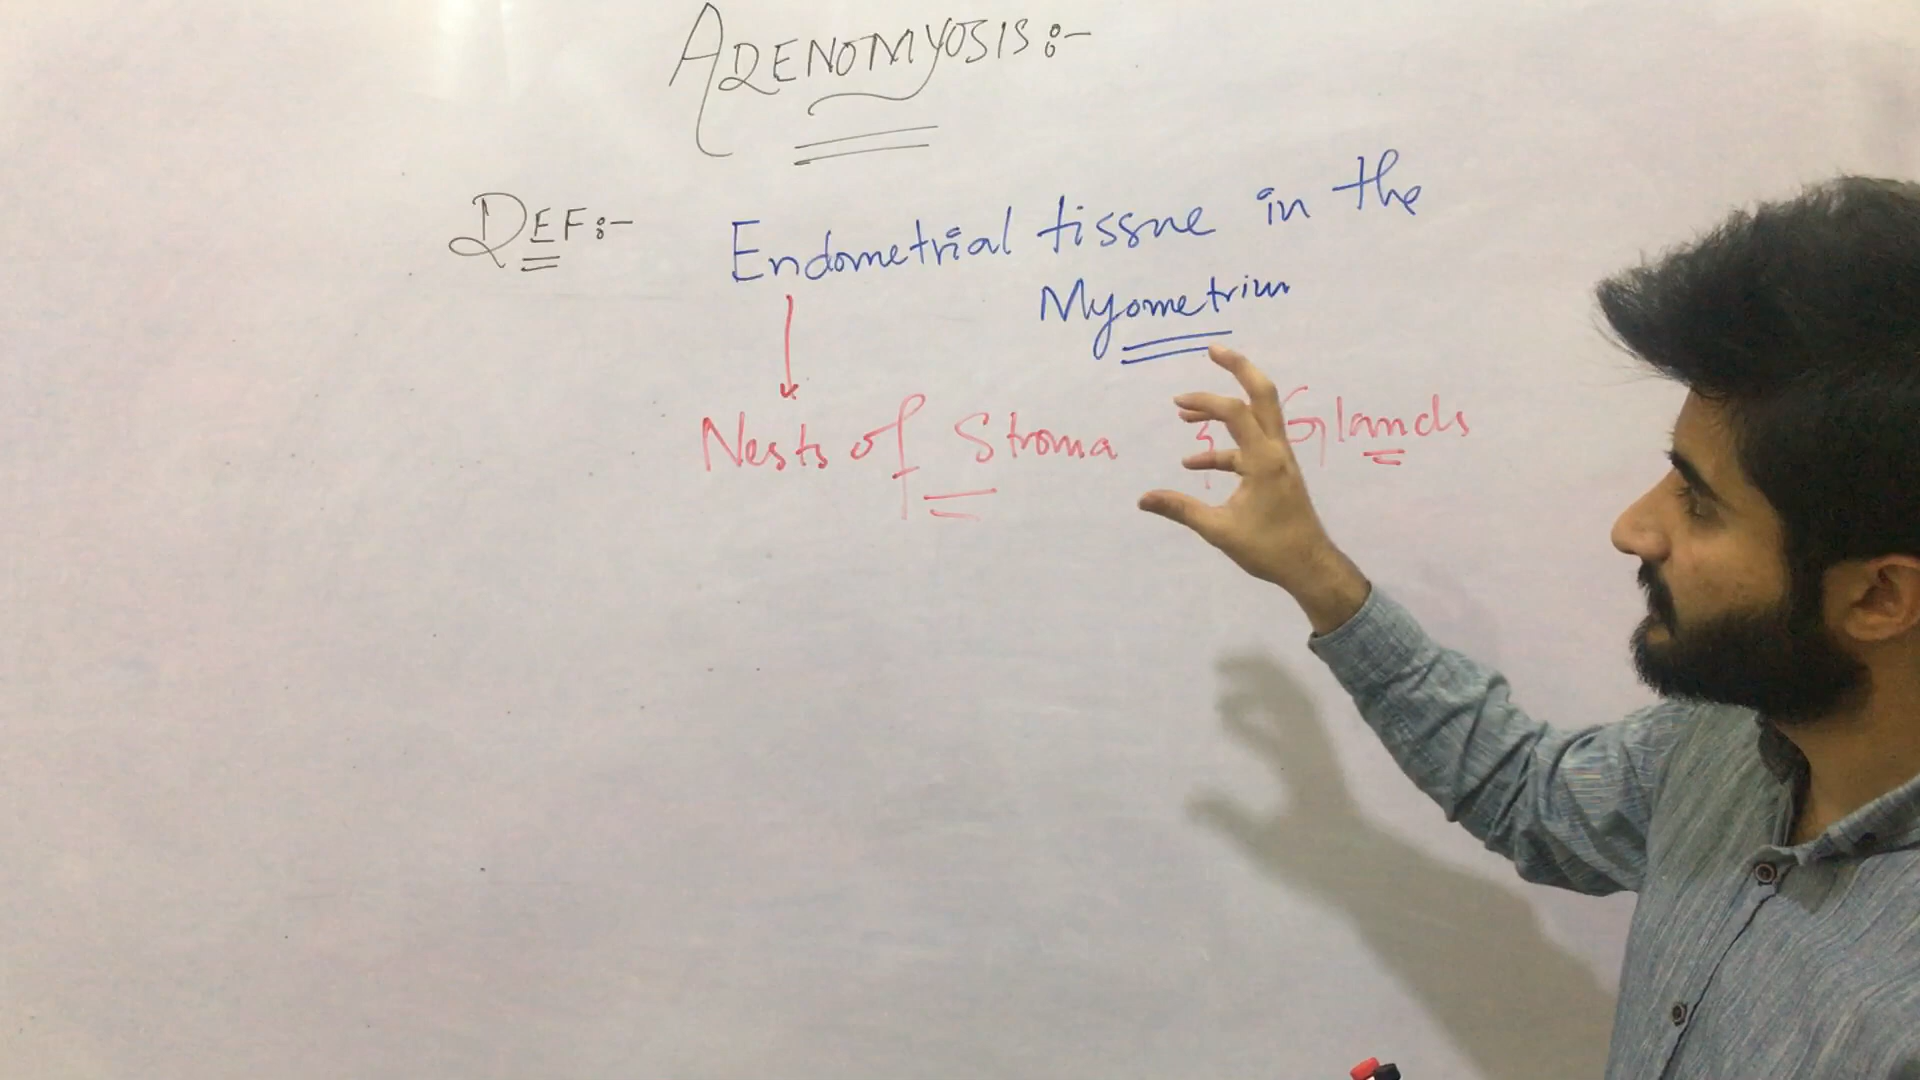 ADENOMYOSIS:-
DEF:- Endometrial tissue in the
Myometrium
Nests of Stroma & Glands